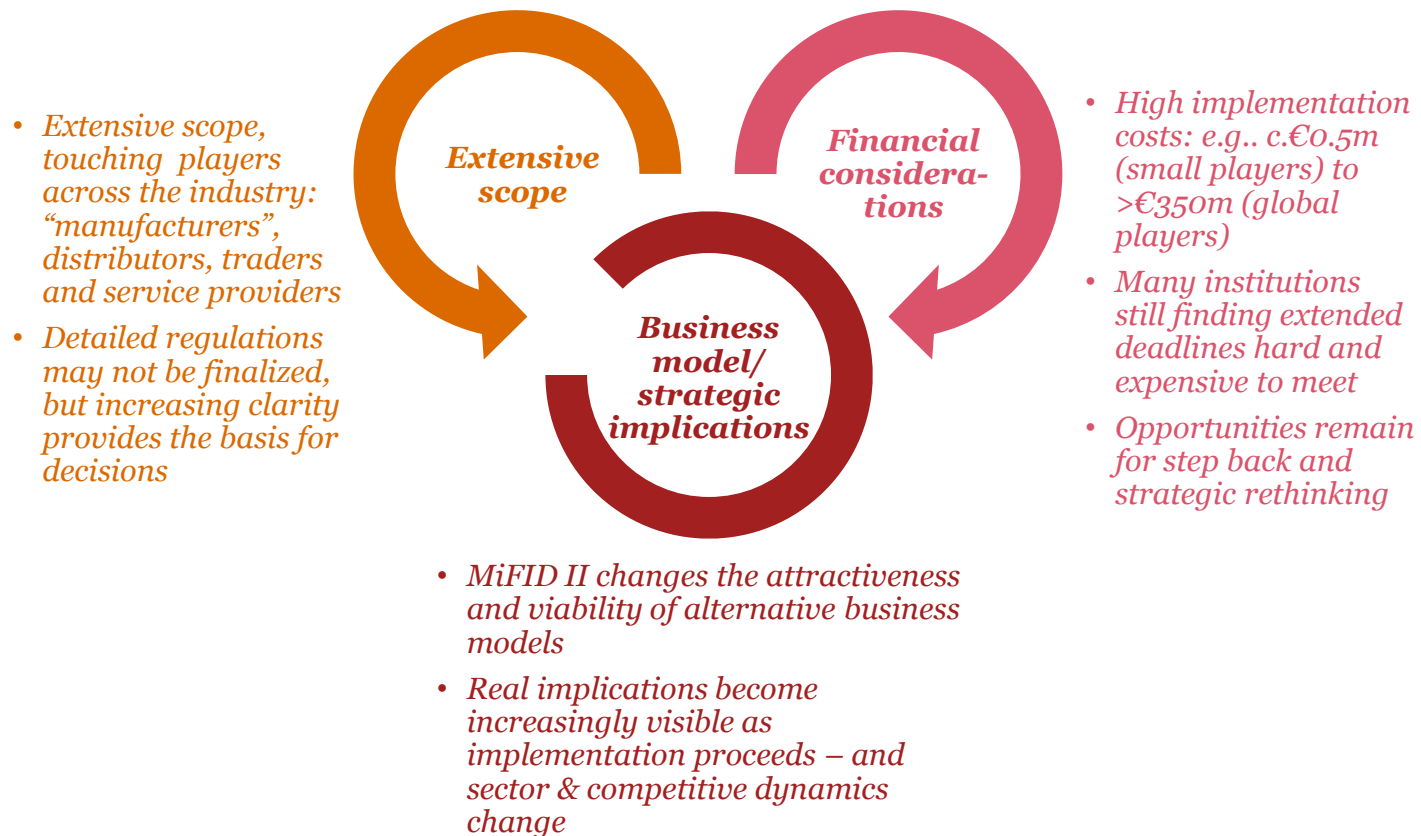 Extensive
scope
• Extensive scope,
touching  players
across the industry:
“manufacturers”,
distributors, traders
and service providers
• Detailed regulations
may not be finalized,
but increasing clarity
provides the basis for
decisions
Financial
considera-
tions
• High implementation
costs: e.g.. c.€0.5m
(small players) to
>€350m (global
players)
• Many institutions
still finding extended
deadlines hard and
expensive to meet
• Opportunities remain
for step back and
strategic rethinking
Business
model/
strategic
implications
• MiFID II changes the attractiveness
and viability of alternative business
models
• Real implications become
increasingly visible as
implementation proceeds – and
sector & competitive dynamics
change